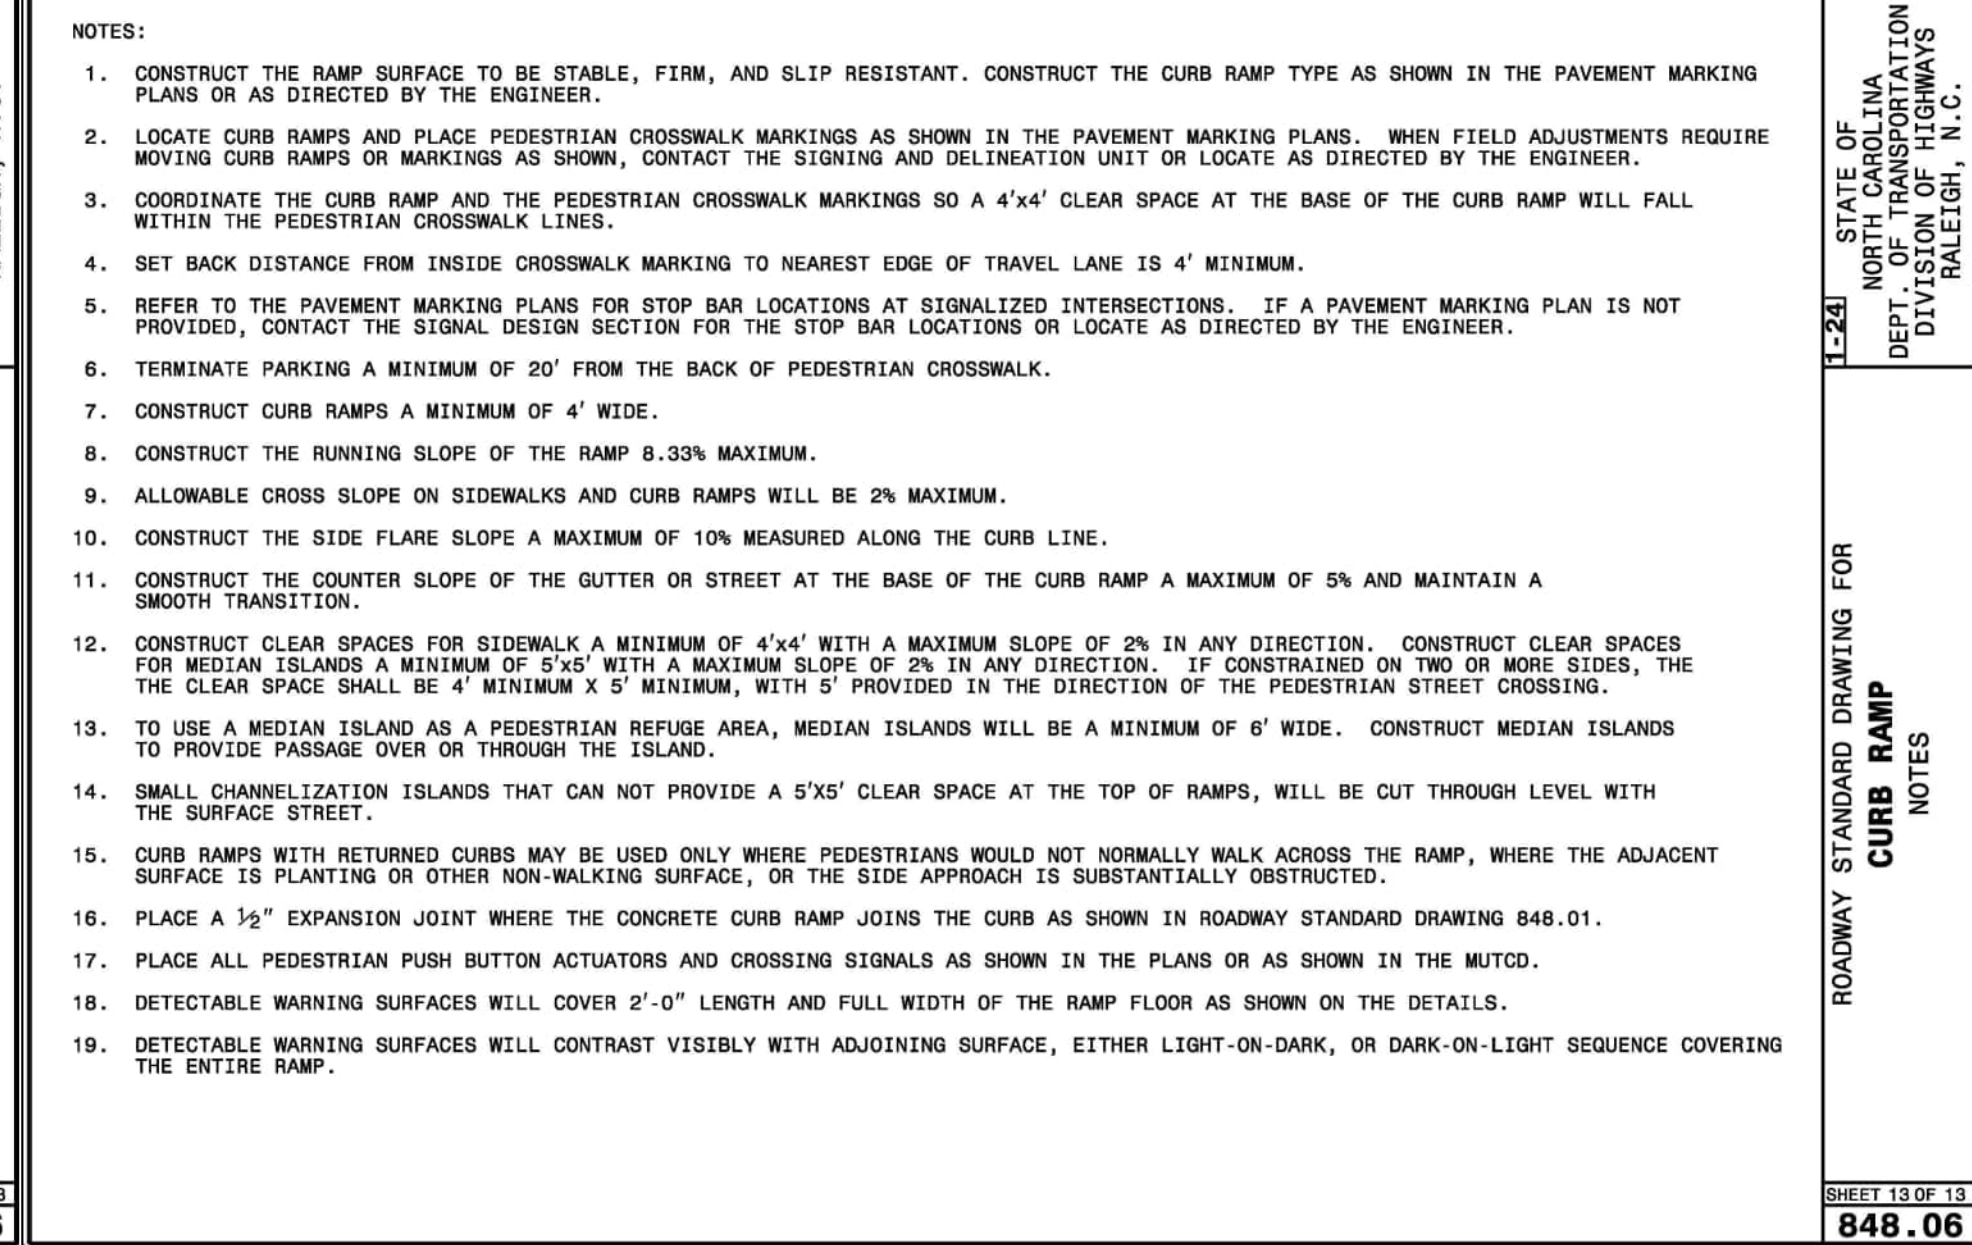 NOTES:
1. CONSTRUCT THE RAMP SURFACE TO BE STABLE, FIRM, AND SLIP RESISTANT. CONSTRUCT THE CURB RAMP TYPE AS SHOWN IN THE PAVEMENT MARKING
PLANS OR AS DIRECTED BY THE ENGINEER.
2. LOCATE CURB RAMPS AND PLACE PEDESTRIAN CROSSWALK MARKINGS AS SHOWN IN THE PAVEMENT MARKING PLANS. WHEN FIELD ADJUSTMENTS REQUIRE
MOVING CURB RAMPS OR MARKINGS AS SHOWN, CONTACT THE SIGNING AND DELINEATION UNIT OR LOCATE AS DIRECTED BY THE ENGINEER.
3. COORDINATE THE CURB RAMP AND THE PEDESTRIAN CROSSWALK MARKINGS SO A 4'x4' CLEAR SPACE AT THE BASE OF THE CURB RAMP WILL FALL
WITHIN THE PEDESTRIAN CROSSWALK LINES.
4. SET BACK DISTANCE FROM INSIDE CROSSWALK MARKING TO NEAREST EDGE OF TRAVEL LANE IS 4' MINIMUM.
5. REFER TO THE PAVEMENT MARKING PLANS FOR STOP BAR LOCATIONS AT SIGNALIZED INTERSECTIONS. IF A PAVEMENT MARKING PLAN IS NOT
PROVIDED, CONTACT THE SIGNAL DESIGN SECTION FOR THE STOP BAR LOCATIONS OR LOCATE AS DIRECTED BY THE ENGINEER.
6. TERMINATE PARKING A MINIMUM OF 20' FROM THE BACK OF PEDESTRIAN CROSSWALK.
7. CONSTRUCT CURB RAMPS A MINIMUM OF 4' WIDE.
8. CONSTRUCT THE RUNNING SLOPE OF THE RAMP 8.33% MAXIMUM.
9. ALLOWABLE CROSS SLOPE ON SIDEWALKS AND CURB RAMPS WILL BE 2% MAXIMUM.
10. CONSTRUCT THE SIDE FLARE SLOPE A MAXIMUM OF 10% MEASURED ALONG THE CURB LINE.
11. CONSTRUCT THE COUNTER SLOPE OF THE GUTTER OR STREET AT THE BASE OF THE CURB RAMP A MAXIMUM OF 5% AND MAINTAIN A
SMOOTH TRANSITION.
12. CONSTRUCT CLEAR SPACES FOR SIDEWALK A MINIMUM OF 4'x4' WITH A MAXIMUM SLOPE OF 2% IN ANY DIRECTION. CONSTRUCT CLEAR SPACES
FOR MEDIAN ISLANDS A MINIMUM OF 5'x5' WITH A MAXIMUM SLOPE OF 2% IN ANY DIRECTION. IF CONSTRAINED ON TWO OR MORE SIDES, THE
THE CLEAR SPACE SHALL BE 4' MINIMUM X 5' MINIMUM, WITH 5' PROVIDED IN THE DIRECTION OF THE PEDESTRIAN STREET CROSSING.
13. TO USE A MEDIAN ISLAND AS A PEDESTRIAN REFUGE AREA, MEDIAN ISLANDS WILL BE A MINIMUM OF 6' WIDE. CONSTRUCT MEDIAN ISLANDS
TO PROVIDE PASSAGE OVER OR THROUGH THE ISLAND.
14. SMALL CHANNELIZATION ISLANDS THAT CAN NOT PROVIDE A 5'X5' CLEAR SPACE AT THE TOP OF RAMPS, WILL BE CUT THROUGH LEVEL WITH
THE SURFACE STREET.
15. CURB RAMPS WITH RETURNED CURBS MAY BE USED ONLY WHERE PEDESTRIANS WOULD NOT NORMALLY WALK ACROSS THE RAMP, WHERE THE ADJACENT
SURFACE IS PLANTING OR OTHER NON-WALKING SURFACE, OR THE SIDE APPROACH IS SUBSTANTIALLY OBSTRUCTED.
16. PLACE A ½" EXPANSION JOINT WHERE THE CONCRETE CURB RAMP JOINS THE CURB AS SHOWN IN ROADWAY STANDARD DRAWING 848.01.
17. PLACE ALL PEDESTRIAN PUSH BUTTON ACTUATORS AND CROSSING SIGNALS AS SHOWN IN THE PLANS OR AS SHOWN IN THE MUTCD.
18. DETECTABLE WARNING SURFACES WILL COVER 2'-0" LENGTH AND FULL WIDTH OF THE RAMP FLOOR AS SHOWN ON THE DETAILS.
19. DETECTABLE WARNING SURFACES WILL CONTRAST VISIBLY WITH ADJOINING SURFACE, EITHER LIGHT-ON-DARK, OR DARK-ON-LIGHT SEQUENCE COVERING
THE ENTIRE RAMP.
1-24
STATE OF
NORTH CAROLINA
DEPT. OF TRANSPORTATION
DIVISION OF HIGHWAYS
RALEIGH, N.C.
ROADWAY STANDARD DRAWING FOR
CURB RAMP
NOTES
SHEET 13 OF 13
848.06